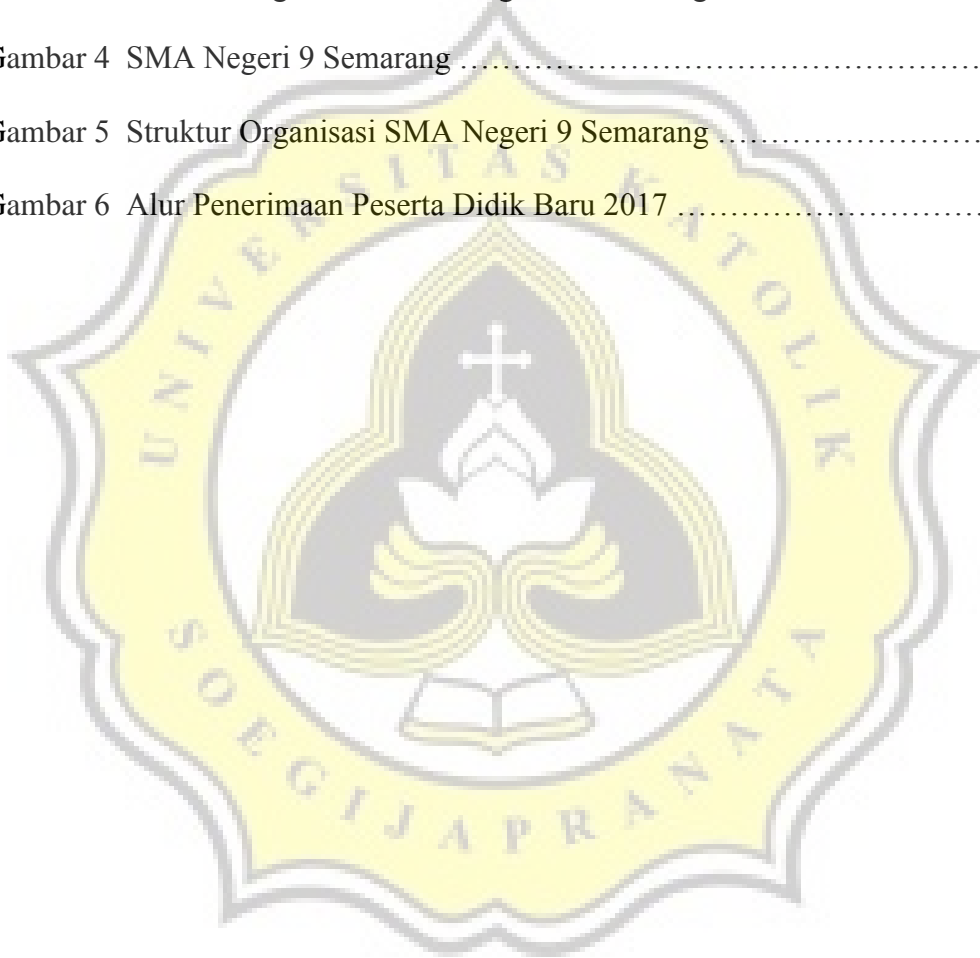 Gambar 4 SMA Negeri 9 Semarang ………………………………………………
Gambar 5 Struktur Organisasi SMA Negeri 9 Semarang ………………………
Gambar 6 Alur Penerimaan Peserta Didik Baru 2017 …………………………
UNIVERSITAS KATOLIK
SOEGIJAPRANATA